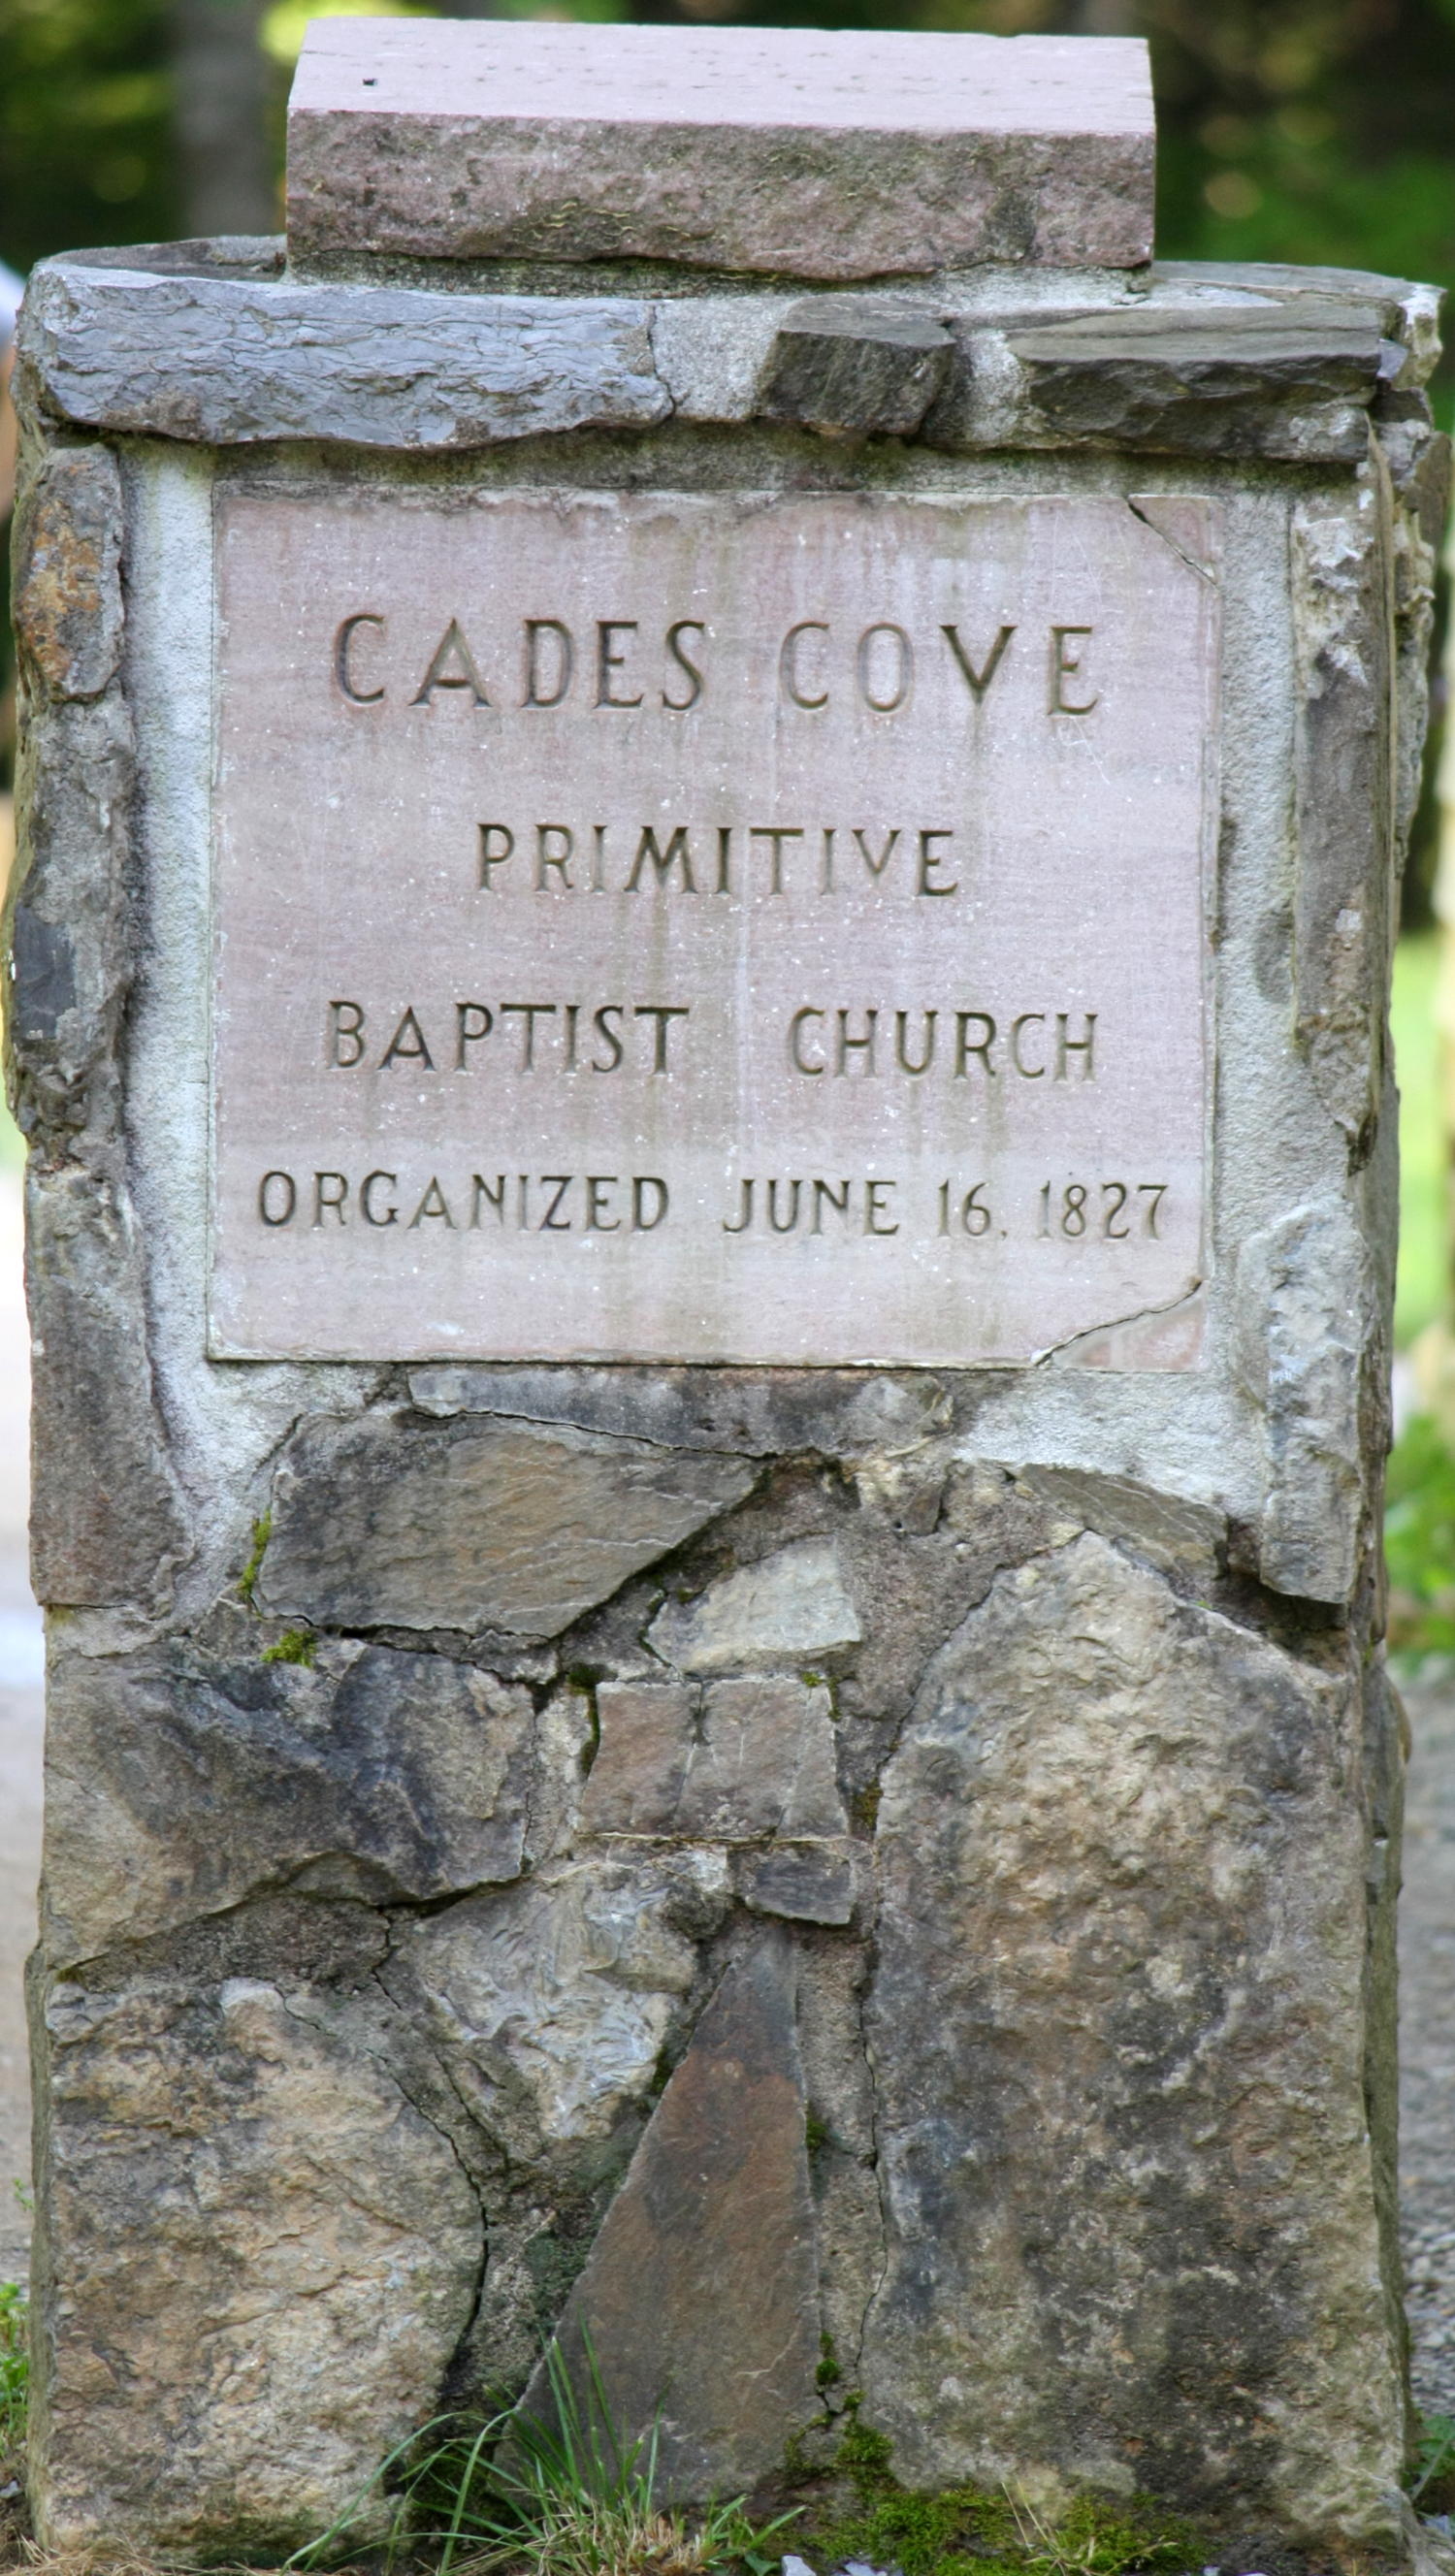 CADES COVE
PRIMITIVE
BAPTIST CHURCH
ORGANIZED JUNE 16, 1827